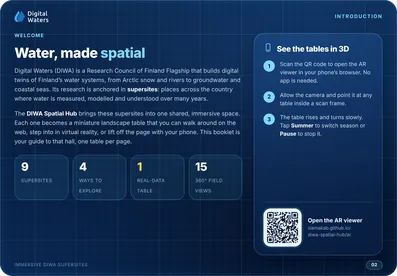 Digital
Waters
INTRODUCTION
WELCOME
Water, made spatial
Digital Waters (DIWA) is a Research Council of Finland Flagship that builds digital
twins of Finland's water systems, from Arctic snow and rivers to groundwater and
coastal seas. Its research is anchored in supersites: places across the country
where water is measured, modelled and understood over many years.
The DIWA Spatial Hub brings these supersites into one shared, immersive space.
Each one becomes a miniature landscape table that you can walk around on the
web, step into in virtual reality, or lift off the page with your phone. This booklet is
your guide to that hall, one table per page.
9
SUPERSITES
4
WAYS TO
EXPLORE
1
REAL-DATA
TABLE
15
360° FIELD
VIEWS
See the tables in 3D
1
Scan the QR code to open the AR
viewer in your phone's browser. No
app is needed.
2
Allow the camera and point it at any
table inside a scan frame.
3
The table rises and turns slowly.
Tap Summer to switch season or
Pause to stop it.
Open the AR viewer
siamakab.github.io/
diwa-spatial-hub/ar
IMMERSIVE DIWA SUPERSITES
02